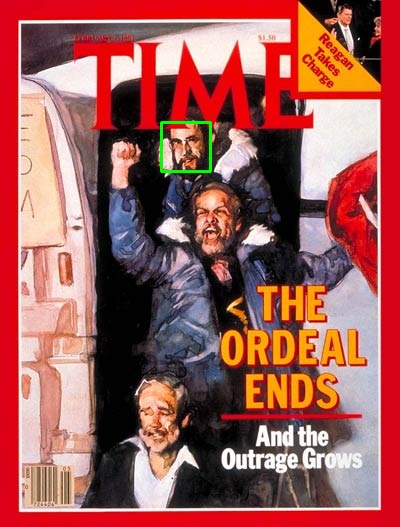 $1.50
TIME
Reagan
Takes
Charge
THE
ORDEAL
ENDS
And the
Outrage Grows